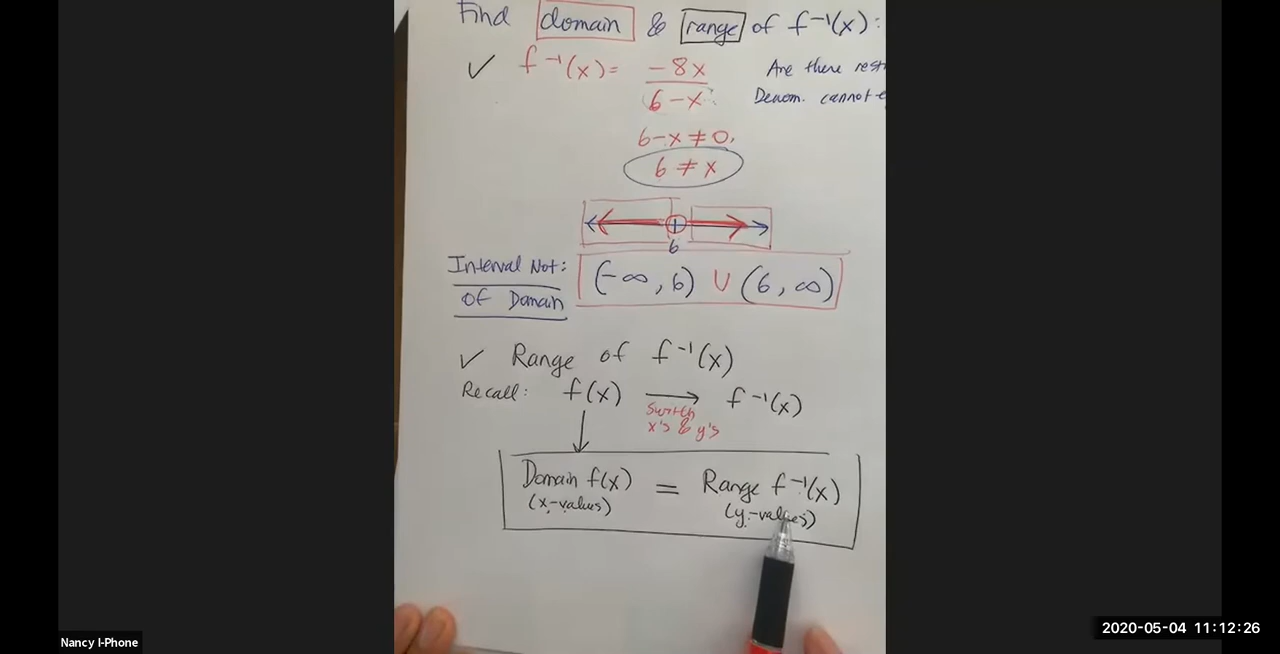 Find domain & range of f⁻¹(x):
✓ f⁻¹(x) = -8x / 6-x
Are there
Denom. cannot
6-x ≠ 0,
6 ≠ x
6
Interval Not: (-∞, 6) ∪ (6, ∞)
of Domain
✓ Range of f⁻¹(x)
Recall: f(x) → f⁻¹(x)
Switch
x's & y's
Domain f(x) = Range f⁻¹(x)
(x-values) (y-values)
Nancy I-Phone
2020-05-04 11:12:26